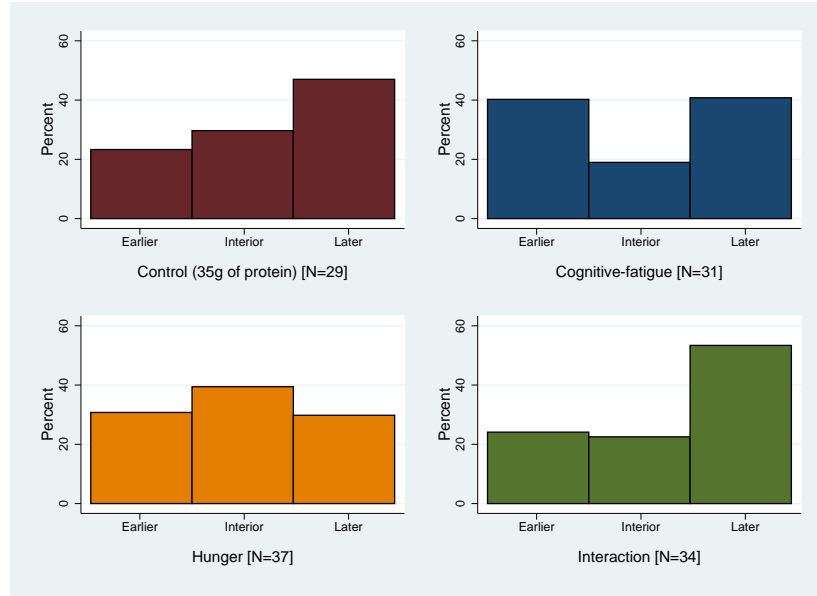 60
40
20
0
Percent
Earlier Interior Later
Control (35g of protein) [N=29]
60
40
20
0
Percent
Earlier Interior Later
Cognitive-fatigue [N=31]
60
40
20
0
Percent
Earlier Interior Later
Hunger [N=37]
60
40
20
0
Percent
Earlier Interior Later
Interaction [N=34]